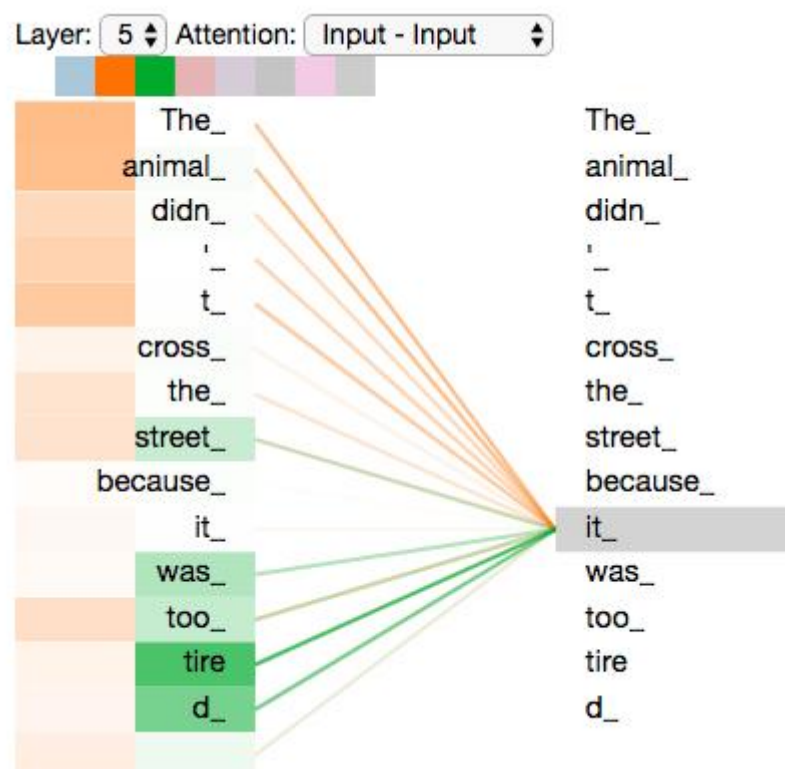 Layer: 5 Attention: Input - Input
The_ The_
animal_ animal_
didn_ didn_
'_ '_
t_ t_
cross_ cross_
the_ the_
street_ street_
because_ because_
it_ it_
was_ was_
too_ too_
tire tire
d_ d_